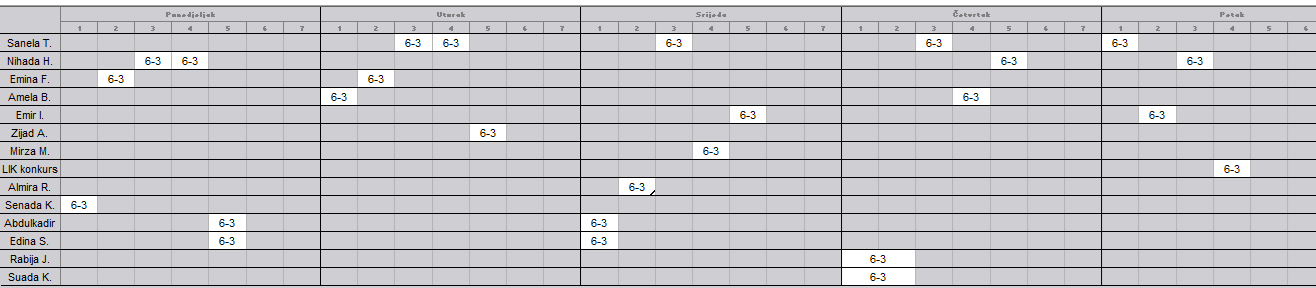 Ponedjeljek Utorek Srijeda Četvrtek Petek
1 2 3 4 5 6 7 1 2 3 4 5 6 7 1 2 3 4 5 6 7 1 2 3 4 5 6 7 1 2 3 4 5 6
Sanela T. 6-3 6-3 6-3 6-3 6-3
Nihada H. 6-3 6-3 6-3 6-3
Emina F. 6-3 6-3
Amela B. 6-3 6-3
Emir I. 6-3 6-3
Zijad A. 6-3
Mirza M. 6-3
LIK konkurs 6-3
Almira R. 6-3
Senada K. 6-3
Abdulkadir 6-3 6-3
Edina S. 6-3 6-3
Rabija J. 6-3
Suada K. 6-3